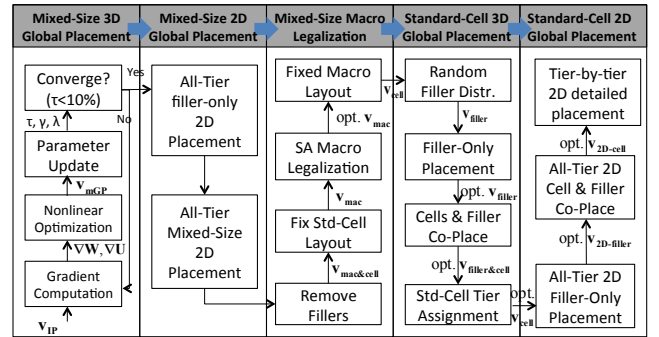 Mixed-Size 3D
Global Placement
Mixed-Size 2D
Global Placement
Mixed-Size Macro
Legalization
Standard-Cell 3D
Global Placement
Standard-Cell 2D
Global Placement
Converge?
(τ<10%)
Yes
No
τ, γ, λ
Parameter
Update
v_mGP
Nonlinear
Optimization
∇W, ∇U
Gradient
Computation
v_IP
All-Tier
filler-only
2D
Placement
All-Tier
Mixed-Size
2D
Placement
Fixed Macro
Layout
opt. v_mac
SA Macro
Legalization
v_mac
Fix Std-Cell
Layout
v_mac&cell
Remove
Fillers
v_cell
Random
Filler Distr.
v_filler
Filler-Only
Placement
opt. v_filler
Cells & Filler
Co-Place
opt. v_filler&cell
Std-Cell Tier
Assignment
opt.
v_cell
Tier-by-tier
2D detailed
placement
opt. v_2D-cell
All-Tier 2D
Cell & Filler
Co-Place
opt. v_2D-filler
All-Tier 2D
Filler-Only
Placement